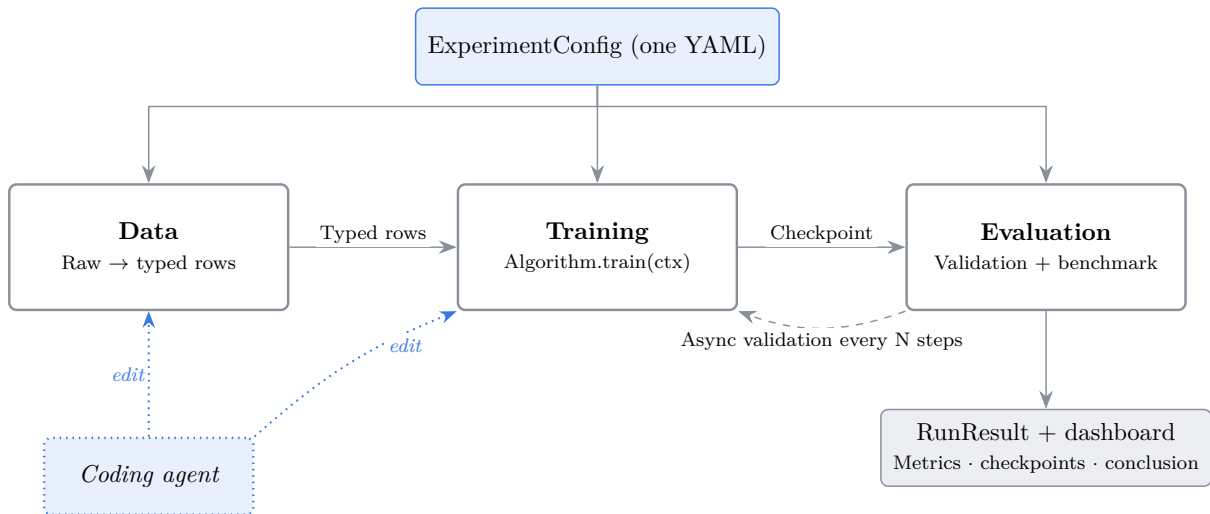 ExperimentConfig (one YAML)
Data
Raw → typed rows
Typed rows
Training
Algorithm.train(ctx)
Checkpoint
Evaluation
Validation + benchmark
Async validation every N steps
edit
edit
Coding agent
RunResult + dashboard
Metrics · checkpoints · conclusion